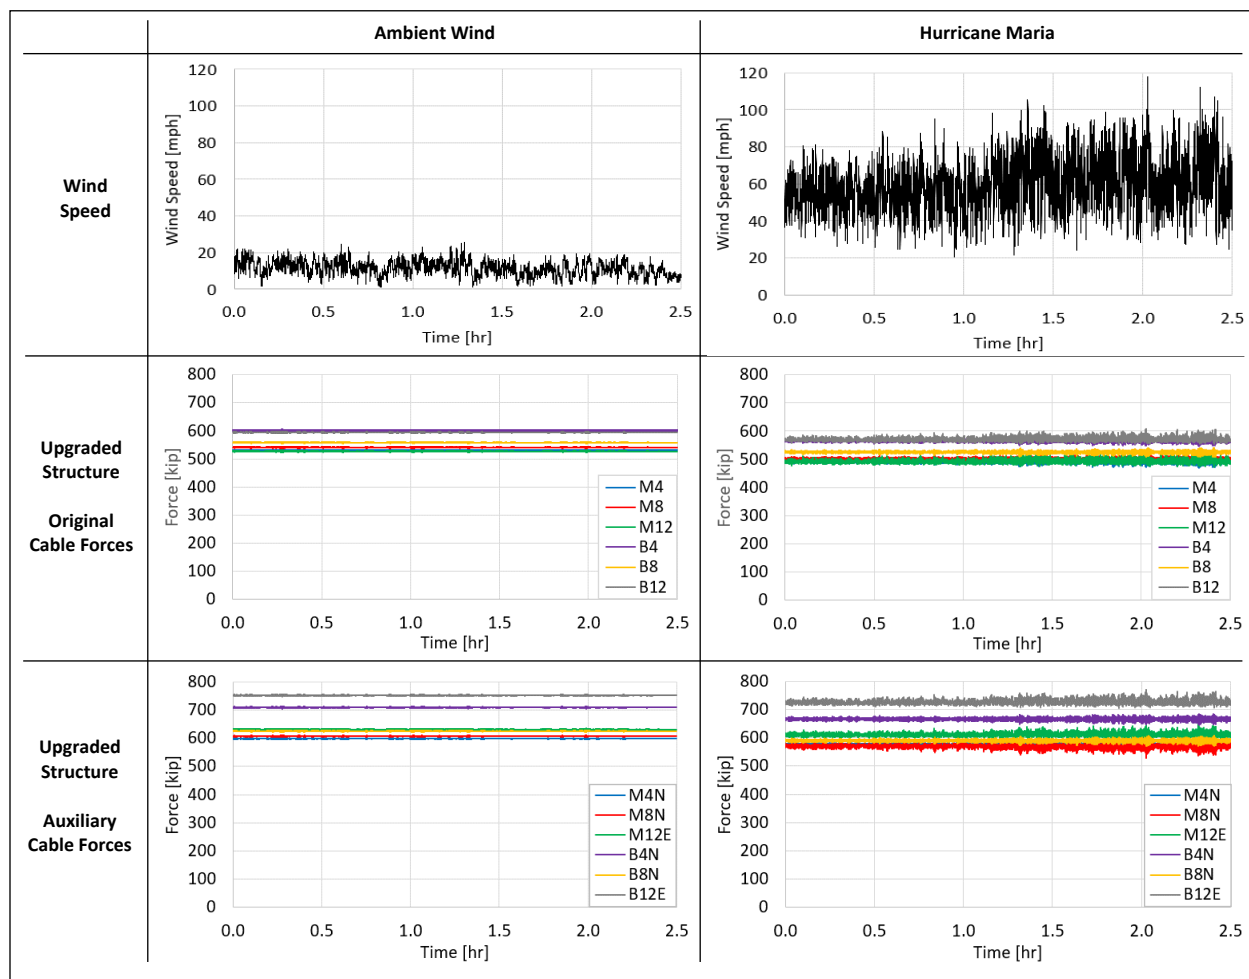 Ambient Wind
Hurricane Maria
Wind
Speed
Wind Speed [mph]
120
100
80
60
40
20
0
0.0 0.5 1.0 1.5 2.0 2.5
Time [hr]
Wind Speed [mph]
120
100
80
60
40
20
0
0.0 0.5 1.0 1.5 2.0 2.5
Time [hr]
Upgraded
Structure
Original
Cable Forces
Force [kip]
800
700
600
500
400
300
200
100
0
M4
M8
M12
B4
B8
B12
0.0 0.5 1.0 1.5 2.0 2.5
Time [hr]
Force [kip]
800
700
600
500
400
300
200
100
0
M4
M8
M12
B4
B8
B12
0.0 0.5 1.0 1.5 2.0 2.5
Time [hr]
Upgraded
Structure
Auxiliary
Cable Forces
Force [kip]
800
700
600
500
400
300
200
100
0
M4N
M8N
M12E
B4N
B8N
B12E
0.0 0.5 1.0 1.5 2.0 2.5
Time [hr]
Force [kip]
800
700
600
500
400
300
200
100
0
M4N
M8N
M12E
B4N
B8N
B12E
0.0 0.5 1.0 1.5 2.0 2.5
Time [hr]